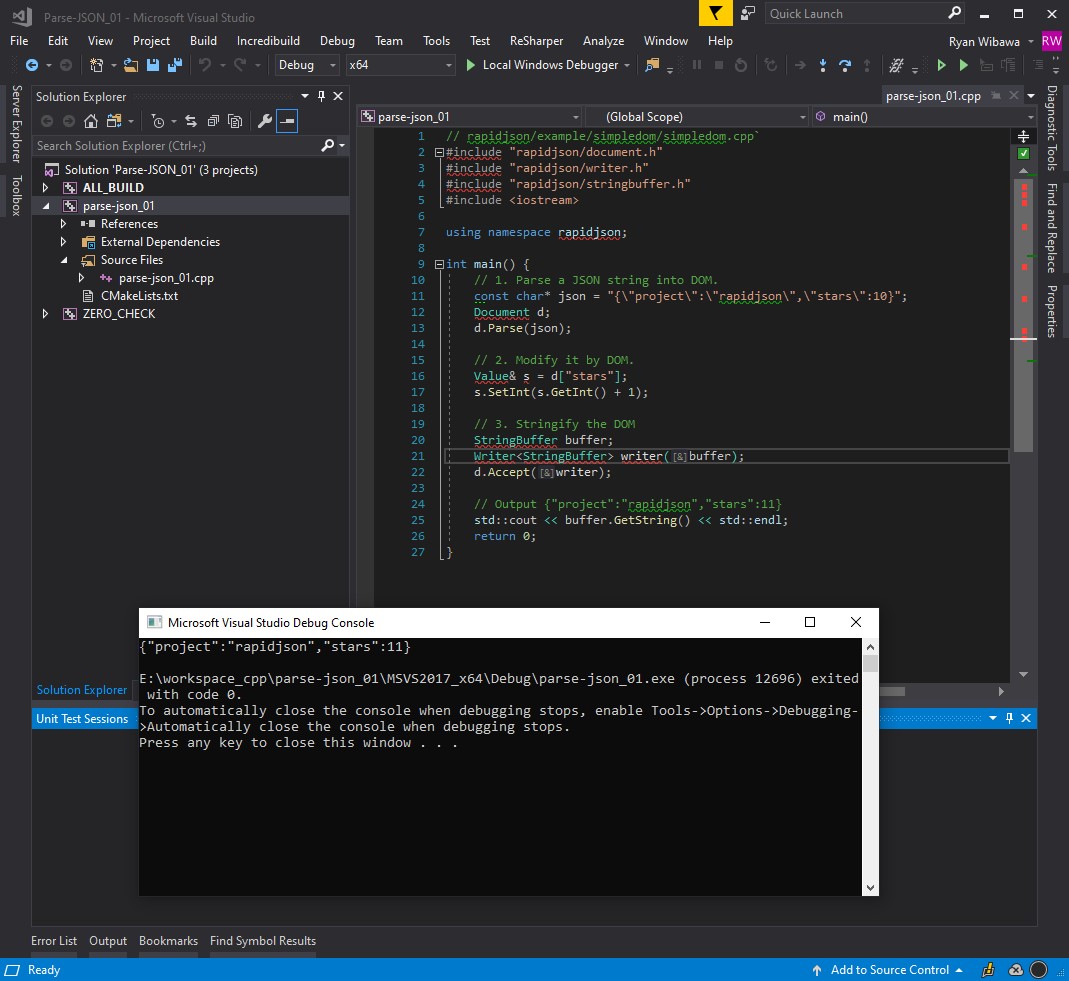 Parse-JSON_01 - Microsoft Visual Studio
Quick Launch
File Edit View Project Build Incredibuild Debug Team Tools Test ReSharper Analyze Window Help
Ryan Wibawa RW
Debug x64 Local Windows Debugger
Server Explorer
Toolbox
Solution Explorer
Search Solution Explorer (Ctrl+;)
Solution 'Parse-JSON_01' (3 projects)
ALL_BUILD
parse-json_01
References
External Dependencies
Source Files
parse-json_01.cpp
CMakeLists.txt
ZERO_CHECK
Solution Explorer
parse-json_01.cpp
parse-json_01 (Global Scope) main()
1 // rapidjson/example/simpledom/simpledom.cpp`
2 #include "rapidjson/document.h"
3 #include "rapidjson/writer.h"
4 #include "rapidjson/stringbuffer.h"
5 #include <iostream>
6
7 using namespace rapidjson;
8
9 int main() {
10 // 1. Parse a JSON string into DOM.
11 const char* json = "{\"project\":\"rapidjson\",\"stars\":10}";
12 Document d;
13 d.Parse(json);
14
15 // 2. Modify it by DOM.
16 Value& s = d["stars"];
17 s.SetInt(s.GetInt() + 1);
18
19 // 3. Stringify the DOM
20 StringBuffer buffer;
21 Writer<StringBuffer> writer([&]buffer);
22 d.Accept([&]writer);
23
24 // Output {"project":"rapidjson","stars":11}
25 std::cout << buffer.GetString() << std::endl;
26 return 0;
27 }
Diagnostic Tools
Find and Replace
Properties
Unit Test Sessions
Microsoft Visual Studio Debug Console
{"project":"rapidjson","stars":11}
E:\workspace_cpp\parse-json_01\MSVS2017_x64\Debug\parse-json_01.exe (process 12696) exited
with code 0.
To automatically close the console when debugging stops, enable Tools->Options->Debugging-
>Automatically close the console when debugging stops.
Press any key to close this window . . .
Error List Output Bookmarks Find Symbol Results
Ready
Add to Source Control